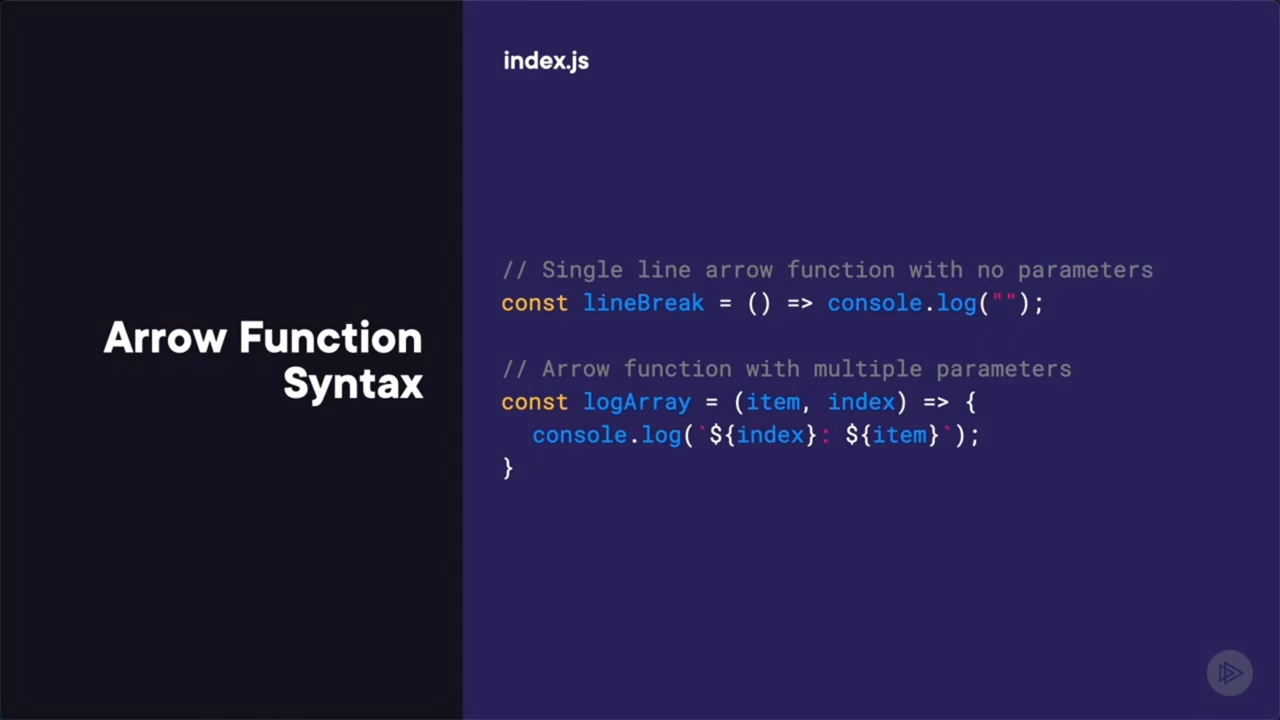 Arrow Function
Syntax
index.js
// Single line arrow function with no parameters
const lineBreak = () => console.log("");
// Arrow function with multiple parameters
const logArray = (item, index) => {
console.log(`${index}: ${item}`);
}